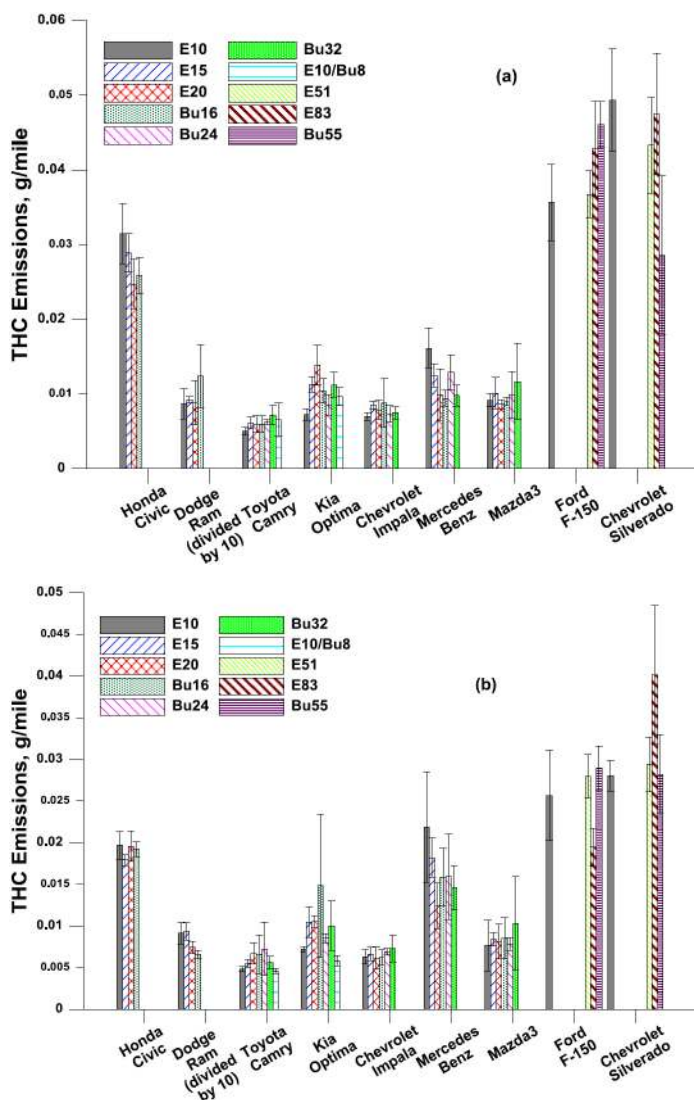 0.06
0.05
0.04
0.03
0.02
0.01
0
THC Emissions, g/mile
E10
E15
E20
Bu16
Bu24
Bu32
E10/Bu8
E51
E83
Bu55
(a)
Honda
Civic
Dodge
Ram
(divided
by 10)
Toyota
Camry
Kia
Optima
Chevrolet
Impala
Mercedes
Benz
Mazda3
Ford
F-150
Chevrolet
Silverado
0.05
0.045
0.04
0.035
0.03
0.025
0.02
0.015
0.01
0.005
0
THC Emissions, g/mile
E10
E15
E20
Bu16
Bu24
Bu32
E10/Bu8
E51
E83
Bu55
(b)
Honda
Civic
Dodge
Ram
(divided
by 10)
Toyota
Camry
Kia
Optima
Chevrolet
Impala
Mercedes
Benz
Mazda3
Ford
F-150
Chevrolet
Silverado